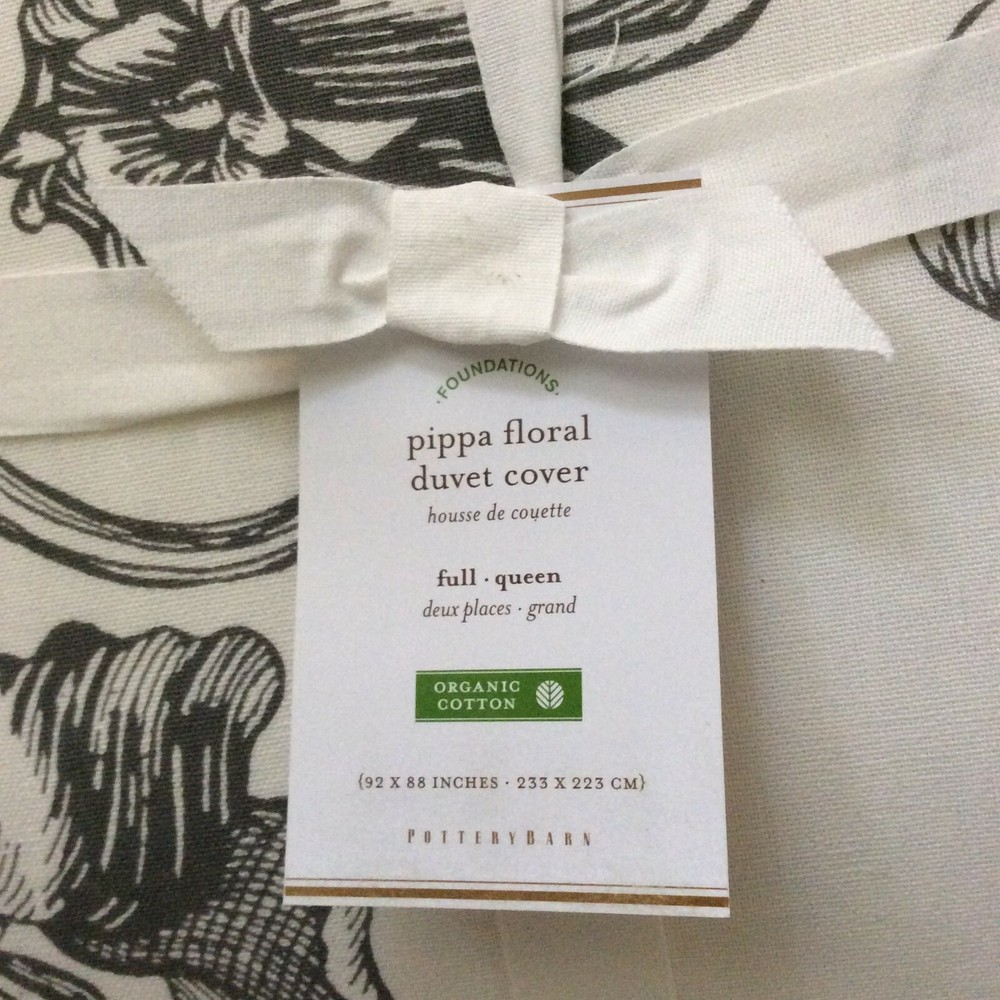 ·FOUNDATIONS·
pippa floral
duvet cover
housse de couette
full · queen
deux places · grand
ORGANIC
COTTON
{92 X 88 INCHES · 233 X 223 CM}
POTTERYBARN